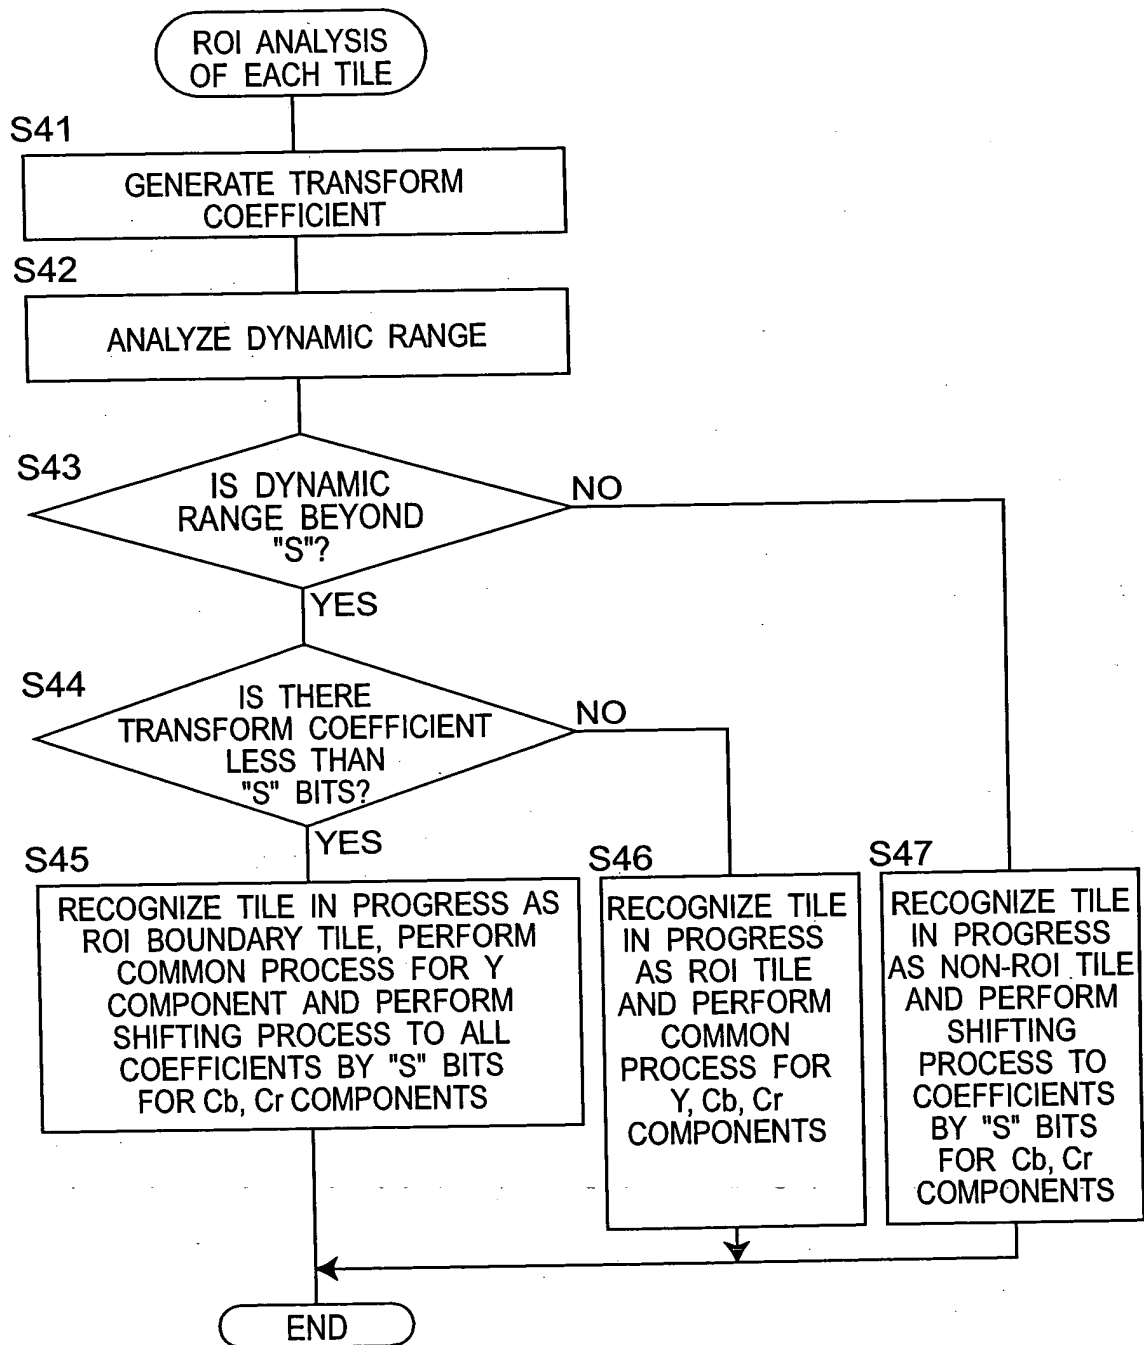 ROI ANALYSIS
OF EACH TILE
S41
GENERATE TRANSFORM
COEFFICIENT
S42
ANALYZE DYNAMIC RANGE
S43
IS DYNAMIC
RANGE BEYOND
"S"?
NO
YES
S44
IS THERE
TRANSFORM COEFFICIENT
LESS THAN
"S" BITS?
NO
YES
S45
RECOGNIZE TILE IN PROGRESS AS
ROI BOUNDARY TILE, PERFORM
COMMON PROCESS FOR Y
COMPONENT AND PERFORM
SHIFTING PROCESS TO ALL
COEFFICIENTS BY "S" BITS
FOR Cb, Cr COMPONENTS
S46
RECOGNIZE TILE
IN PROGRESS
AS ROI TILE
AND PERFORM
COMMON
PROCESS FOR
Y, Cb, Cr
COMPONENTS
S47
RECOGNIZE TILE
IN PROGRESS
AS NON-ROI TILE
AND PERFORM
SHIFTING
PROCESS TO
COEFFICIENTS
BY "S" BITS
FOR Cb, Cr
COMPONENTS
END